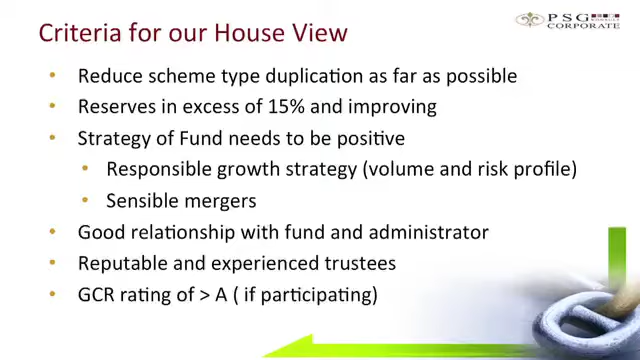 PSG KONSULT
CORPORATE
Criteria for our House View
• Reduce scheme type duplication as far as possible
• Reserves in excess of 15% and improving
• Strategy of Fund needs to be positive
• Responsible growth strategy (volume and risk profile)
• Sensible mergers
• Good relationship with fund and administrator
• Reputable and experienced trustees
• GCR rating of > A ( if participating)